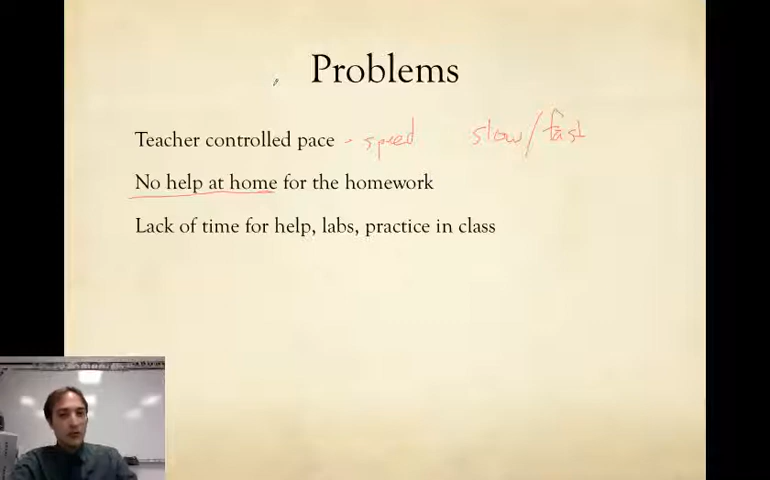 Problems
Teacher controlled pace - speed slow/fast
No help at home for the homework
Lack of time for help, labs, practice in class